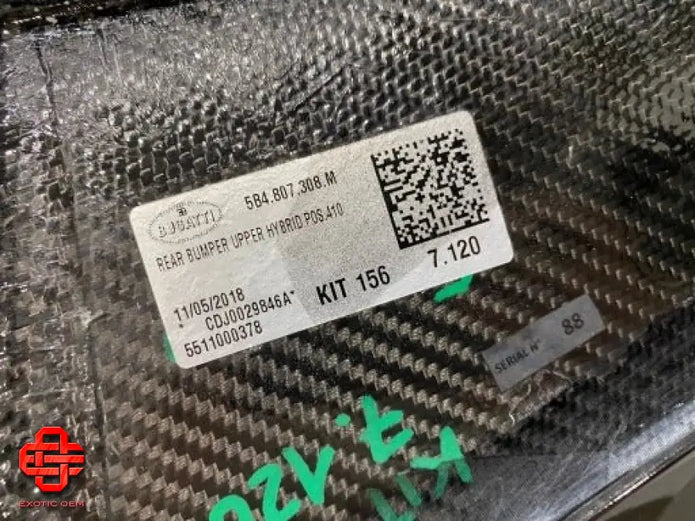 BUGATTI
5B4.807.308.M
REAR BUMPER UPPER HYBRID POS.410
11/05/2018
* CDJ0029846A*
5511000378
KIT 156
7.120
SERIAL N° 88
KIT
7.120
EXOTIC OEM